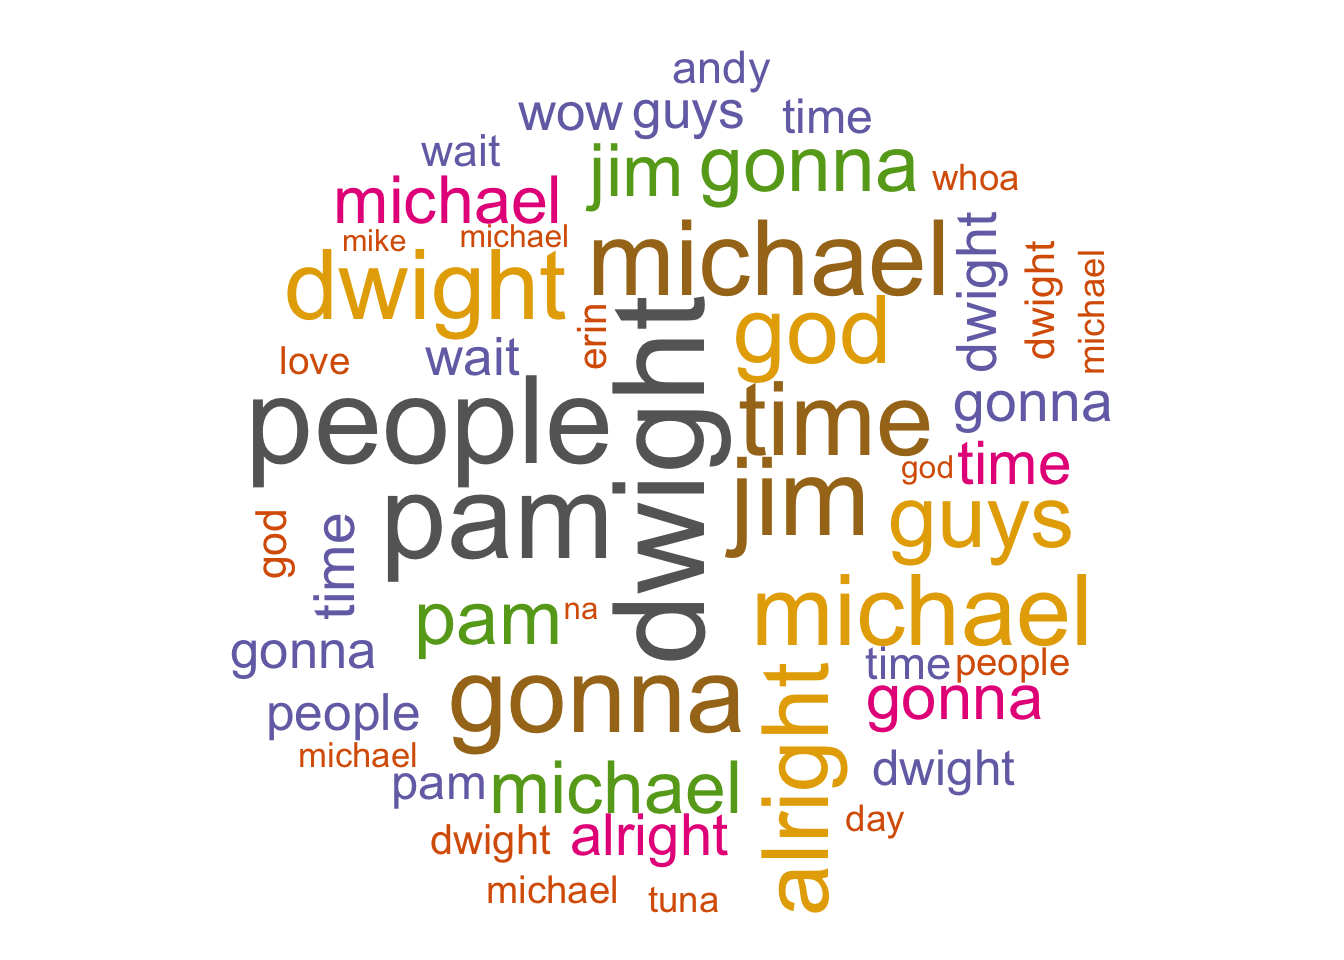 andy
wow guys time
wait jim gonna whoa
michael
mike michael
dwight michael dwight dwight michael
erin god
love wait
people dwight time gonna
god time
pam jim guys
god time
pam na michael
gonna time people
people gonna alright gonna
michael dwight
pam michael
dwight alright day
michael tuna